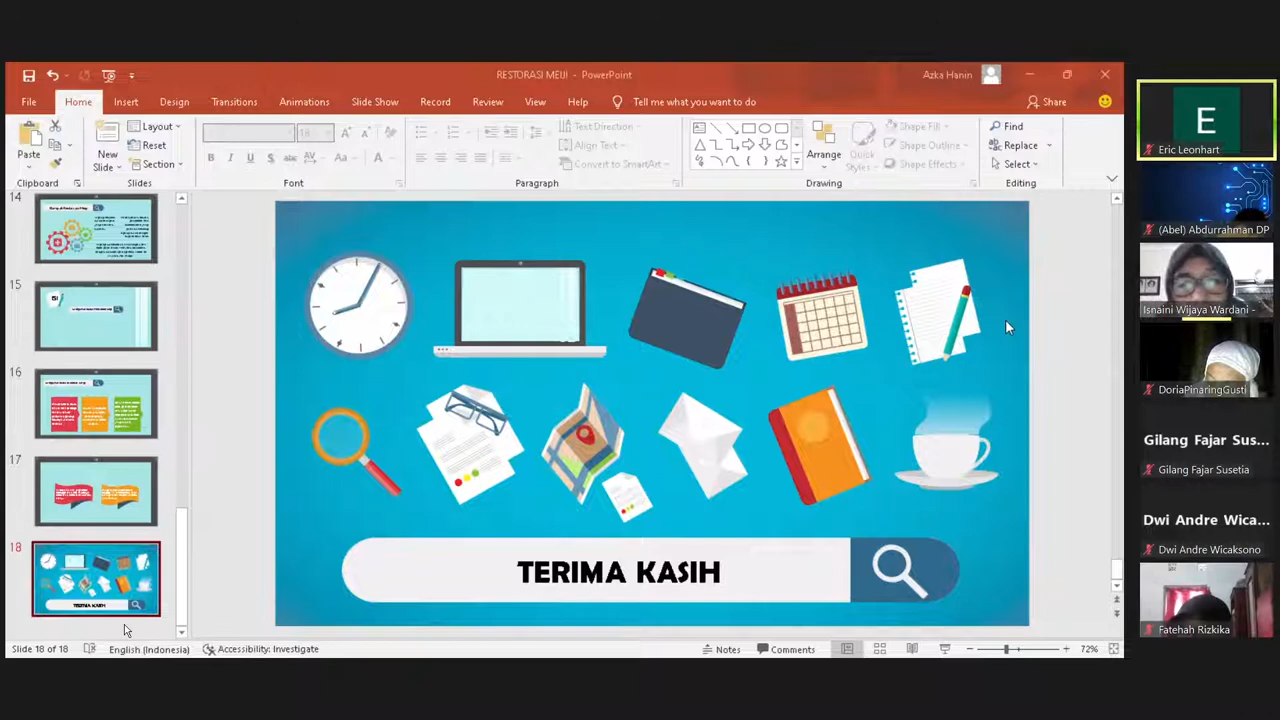 RESTORASI MEIJI - PowerPoint
Azka Hanin
File Home Insert Design Transitions Animations Slide Show Record Review View Help Tell me what you want to do Share
Paste
Clipboard
New Slide
Layout
Reset
Section
Slides
18
Font
Text Direction
Align Text
Convert to SmartArt
Paragraph
Arrange
Quick Styles
Shape Fill
Shape Outline
Shape Effects
Drawing
Find
Replace
Select
Editing
14
15
16
17
18
TERIMA KASIH
Slide 18 of 18 English (Indonesia) Accessibility: Investigate Notes Comments 72%
E
Eric Leonhart
(Abel) Abdurrahman DP
Isnaini Wijaya Wardani -
DoriaPinaringGusti
Gilang Fajar Sus...
Gilang Fajar Susetia
Dwi Andre Wica...
Dwi Andre Wicaksono
Fatehah Rizkika